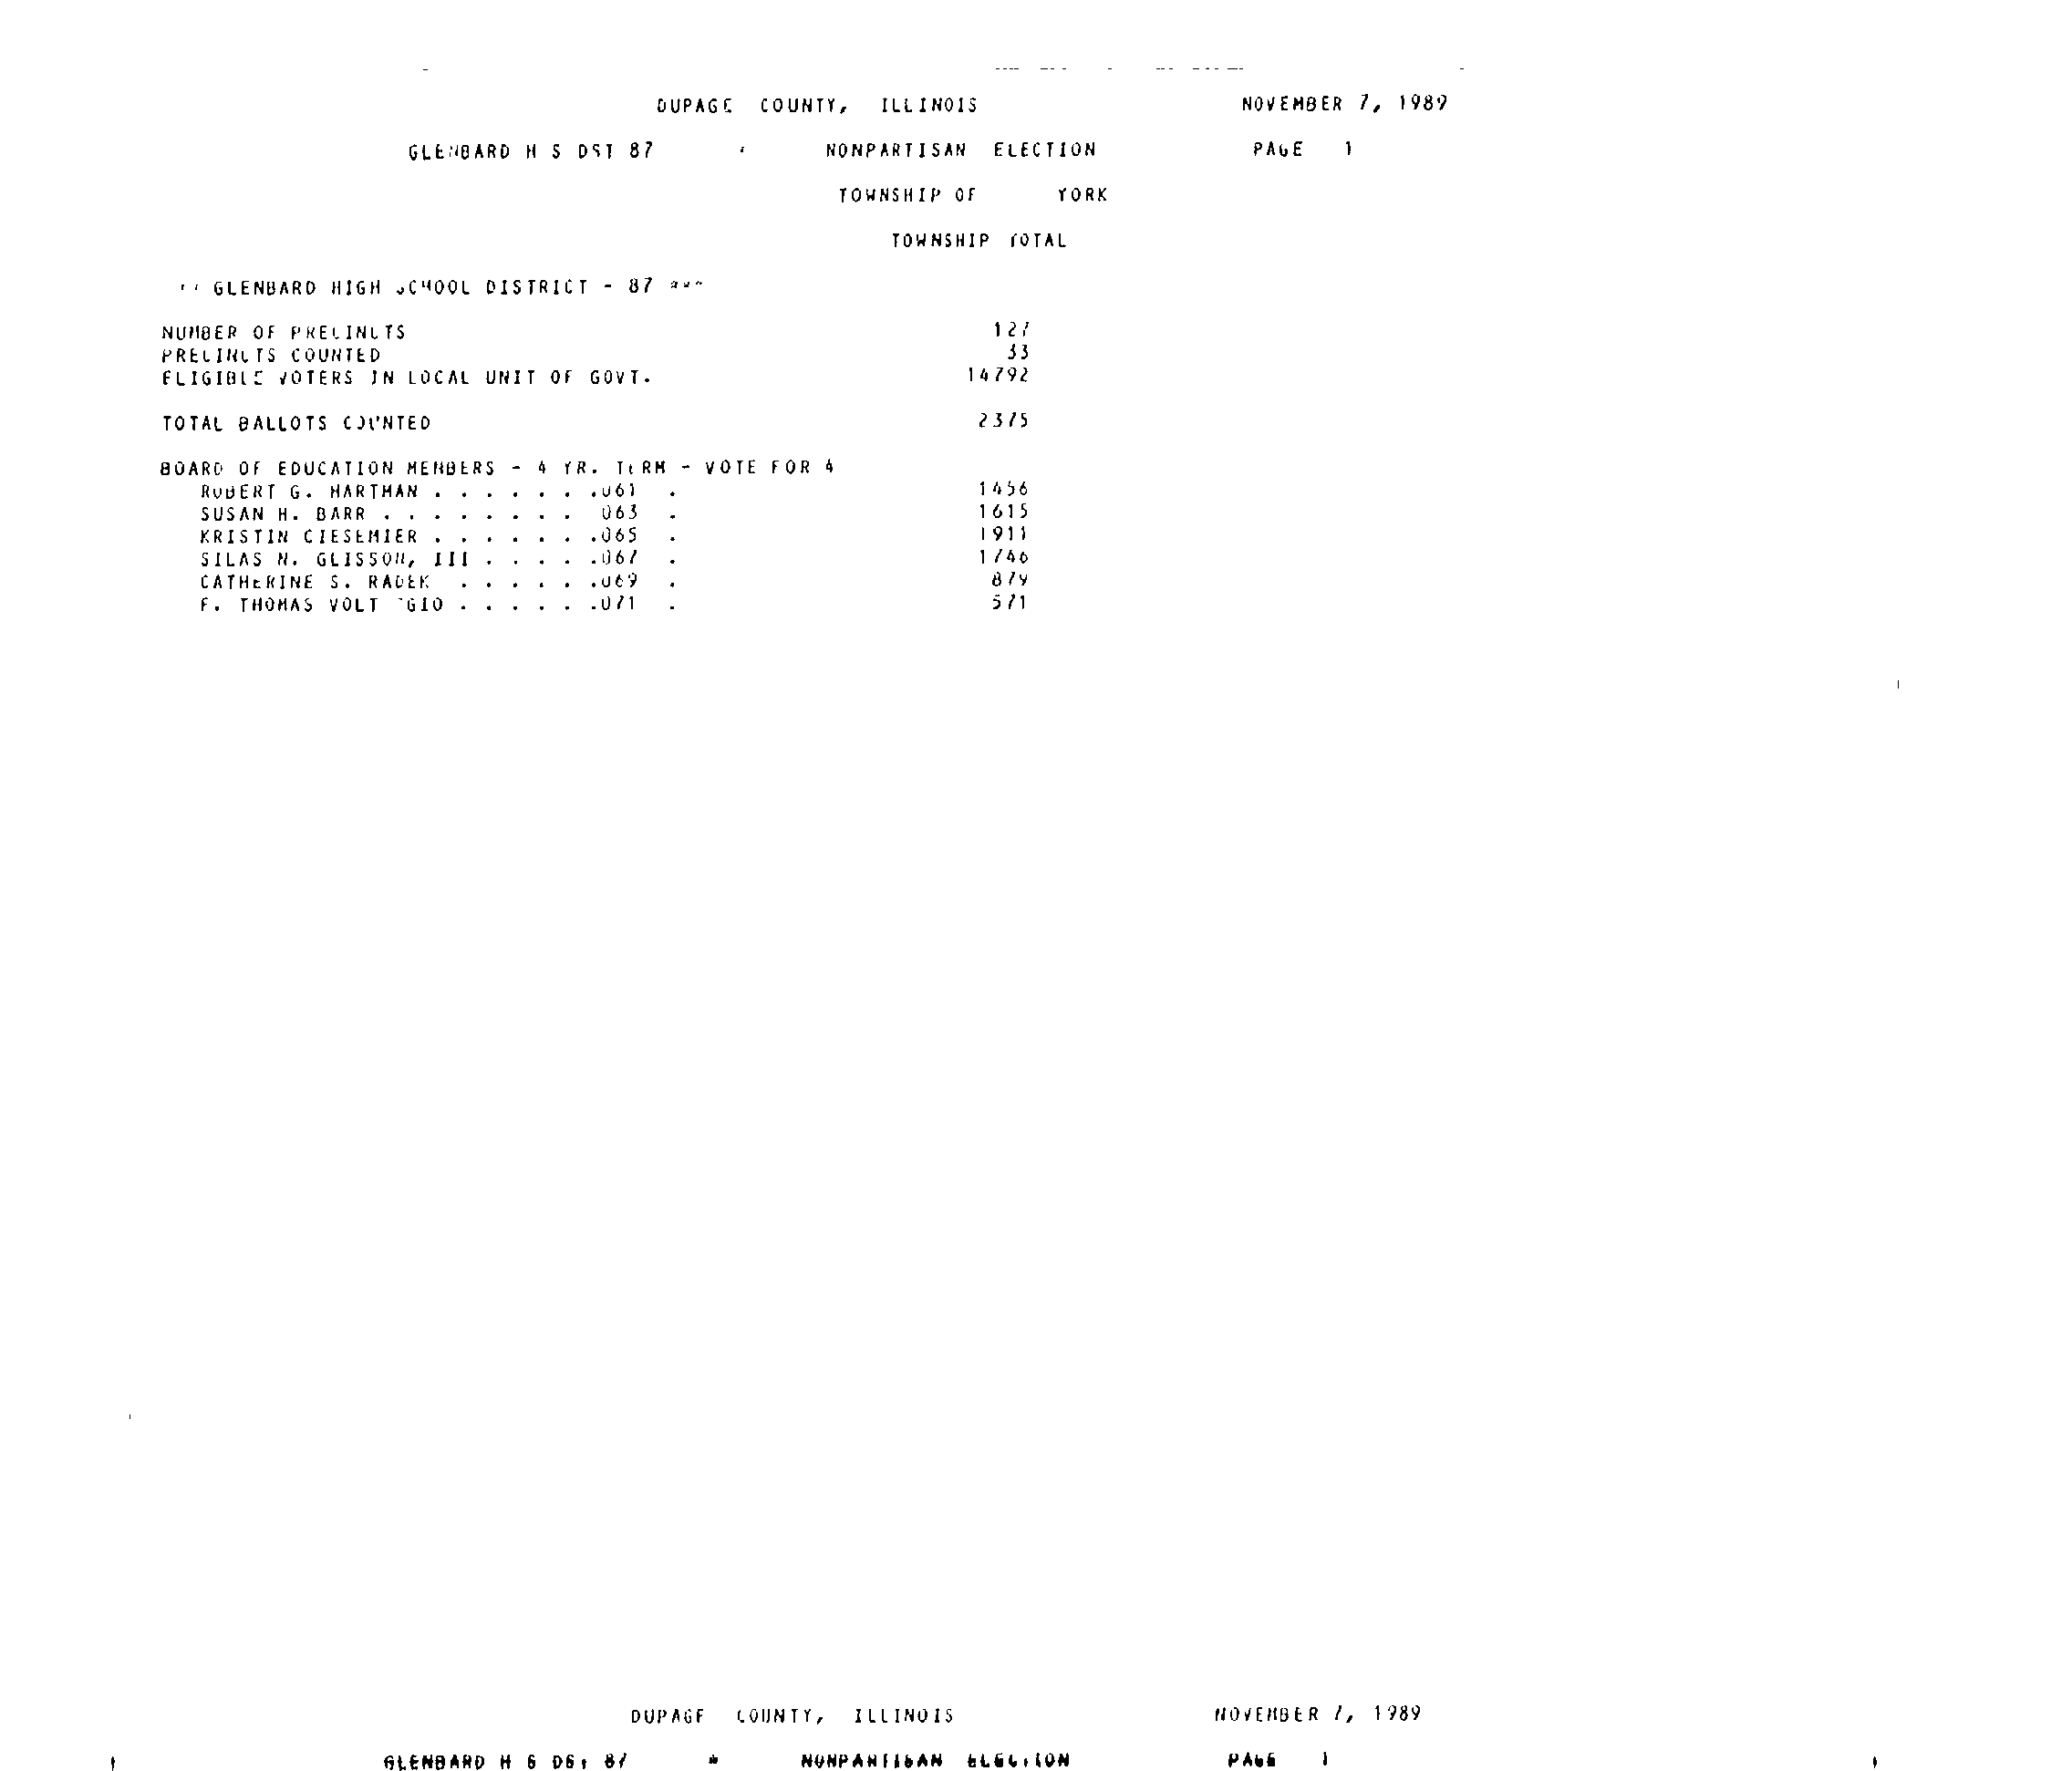 DUPAGE COUNTY, ILLINOIS NOVEMBER 7, 1989
GLENBARD H S DST 87 NONPARTISAN ELECTION PAGE 1
TOWNSHIP OF YORK
TOWNSHIP TOTAL
GLENBARD HIGH SCHOOL DISTRICT - 87 ***
NUMBER OF PRECINCTS 127
PRECINCTS COUNTED 33
ELIGIBLE VOTERS IN LOCAL UNIT OF GOVT. 14792
TOTAL BALLOTS COUNTED 2375
BOARD OF EDUCATION MEMBERS - 4 YR. TERM - VOTE FOR 4
ROBERT G. HARTMAN . . . . . . .061 . 1456
SUSAN H. BARR . . . . . . . . 063 . 1615
KRISTIN CIESEMIER . . . . . . .065 . 1911
SILAS N. GLISSON, III . . . . .067 . 1746
CATHERINE S. RADEK . . . . . .069 . 879
F. THOMAS . . . . . .071 . 571
DUPAGE COUNTY, ILLINOIS NOVEMBER 7, 1989
GLENBARD H S DST 87 * NONPARTISAN ELECTION PAGE 1